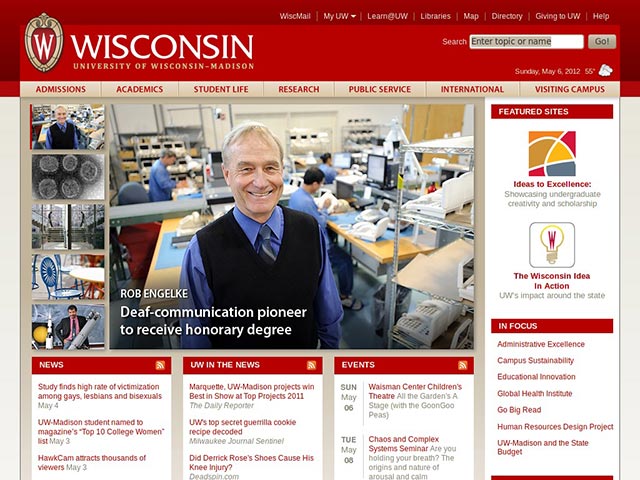 WiscMail My UW Learn@UW Libraries Map Directory Giving to UW Help
W WISCONSIN
UNIVERSITY OF WISCONSIN–MADISON
Search Enter topic or name Go!
Sunday, May 6, 2012 55°
ADMISSIONS ACADEMICS STUDENT LIFE RESEARCH PUBLIC SERVICE INTERNATIONAL VISITING CAMPUS
ROB ENGELKE
Deaf-communication pioneer
to receive honorary degree
FEATURED SITES
Ideas to Excellence:
Showcasing undergraduate
creativity and scholarship
W
The Wisconsin Idea
In Action
UW's impact around the state
IN FOCUS
Administrative Excellence
Campus Sustainability
Educational Innovation
Global Health Institute
Go Big Read
Human Resources Design Project
UW-Madison and the State
Budget
NEWS
Study finds high rate of victimization
among gays, lesbians and bisexuals
May 4
UW-Madison student named to
magazine's “Top 10 College Women”
list May 3
HawkCam attracts thousands of
viewers May 3
UW IN THE NEWS
Marquette, UW-Madison projects win
Best in Show at Top Projects 2011
The Daily Reporter
UW's top secret guerrilla cookie
recipe decoded
Milwaukee Journal Sentinel
Did Derrick Rose's Shoes Cause His
Knee Injury?
Deadspin.com
EVENTS
SUN
MAY
06
Waisman Center Children's
Theatre All the Garden's A
Stage (with the GoonGoo
Peas)
TUE
MAY
08
Chaos and Complex
Systems Seminar Are you
holding your breath? The
origins and nature of
arousal and calm